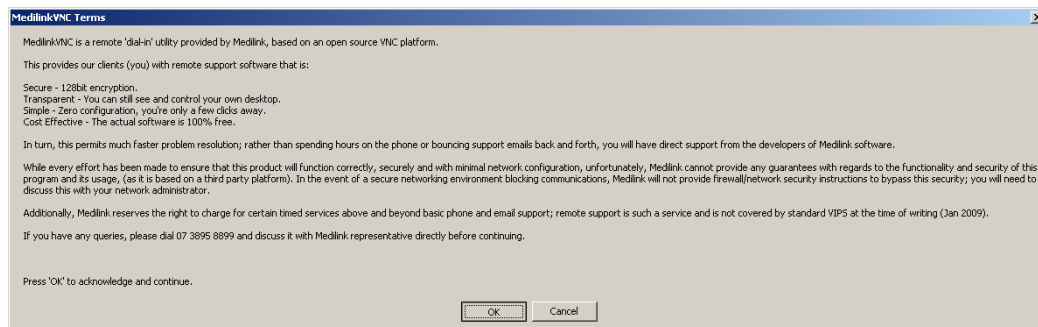 MedilinkVNC Terms
MedilinkVNC is a remote 'dial-in' utility provided by Medilink, based on an open source VNC platform.
This provides our clients (you) with remote support software that is:
Secure - 128bit encryption.
Transparent - You can still see and control your own desktop.
Simple - Zero configuration, you're only a few clicks away.
Cost Effective - The actual software is 100% free.
In turn, this permits much faster problem resolution; rather than spending hours on the phone or bouncing support emails back and forth, you will have direct support from the developers of Medilink software.
While every effort has been made to ensure that this product will function correctly, securely and with minimal network configuration, unfortunately, Medilink cannot provide any guarantees with regards to the functionality and security of this
program and its usage, (as it is based on a third party platform). In the event of a secure networking environment blocking communications, Medilink will not provide firewall/network security instructions to bypass this security; you will need to
discuss this with your network administrator.
Additionally, Medilink reserves the right to charge for certain timed services above and beyond basic phone and email support; remote support is such a service and is not covered by standard VIPS at the time of writing (Jan 2009).
If you have any queries, please dial 07 3895 8899 and discuss it with Medilink representative directly before continuing.
Press 'OK' to acknowledge and continue.
OK
Cancel